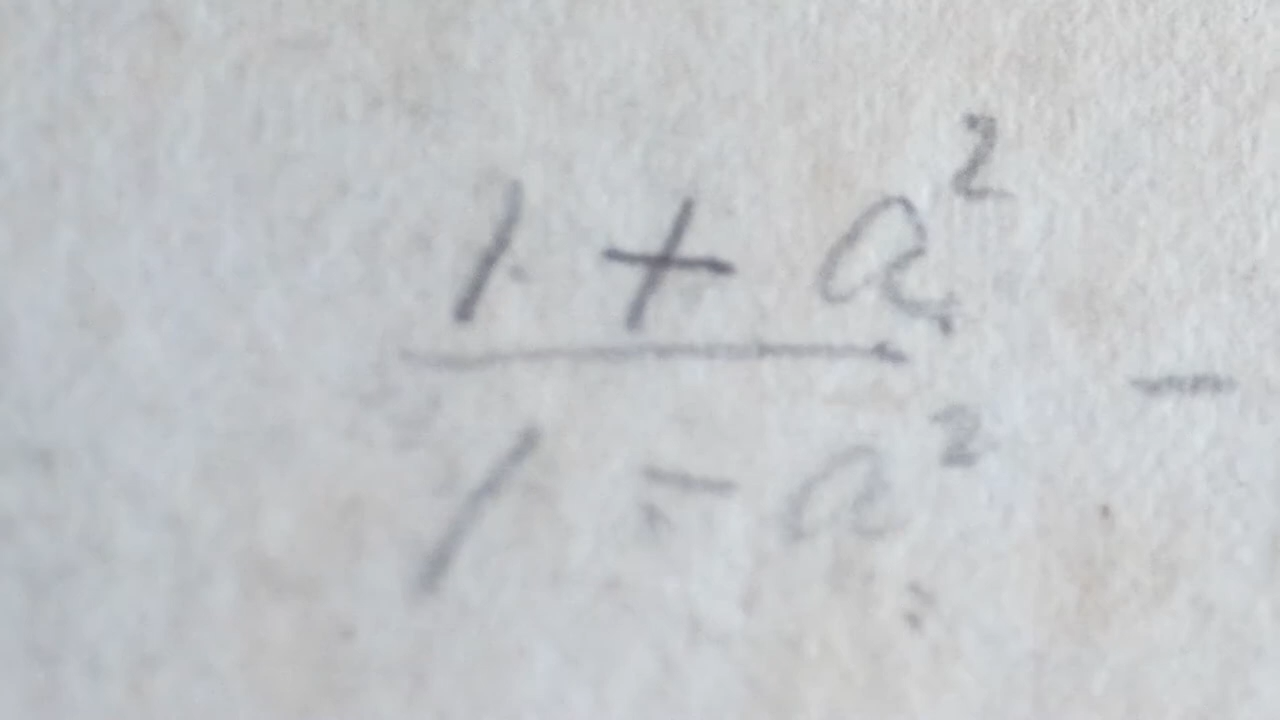 1 + a²
1 - a² -